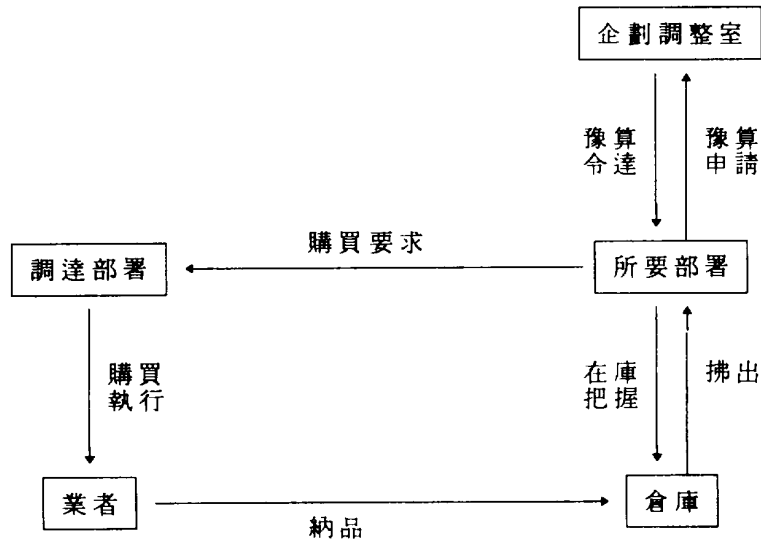 企劃調整室
豫算 豫算
令達 申請
購買要求
調達部署 所要部署
購買 在庫 拂出
執行 把握
業者 倉庫
納品